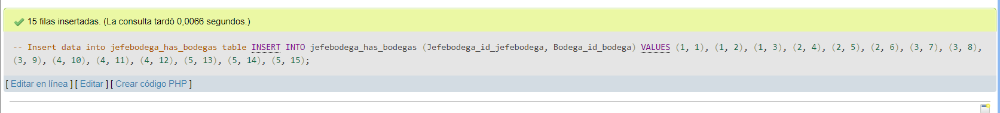 15 filas insertadas. (La consulta tardó 0,0066 segundos.)
-- Insert data into jefebodega_has_bodegas table INSERT INTO jefebodega_has_bodegas (Jefebodega_id_jefebodega, Bodega_id_bodega) VALUES (1, 1), (1, 2), (1, 3), (2, 4), (2, 5), (2, 6), (3, 7), (3, 8),
(3, 9), (4, 10), (4, 11), (4, 12), (5, 13), (5, 14), (5, 15);
[ Editar en línea ] [ Editar ] [ Crear código PHP ]